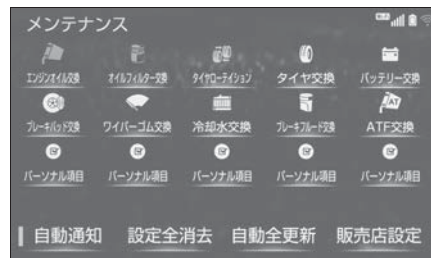 メンテナンス
エンジンオイル交換 オイルフィルター交換 タイヤローテイション タイヤ交換 バッテリー交換
ブレーキパッド交換 ワイパーゴム交換 冷却水交換 ブレーキフルード交換 AT ATF交換
パーソナル項目 パーソナル項目 パーソナル項目 パーソナル項目 パーソナル項目
自動通知 設定全消去 自動全更新 販売店設定